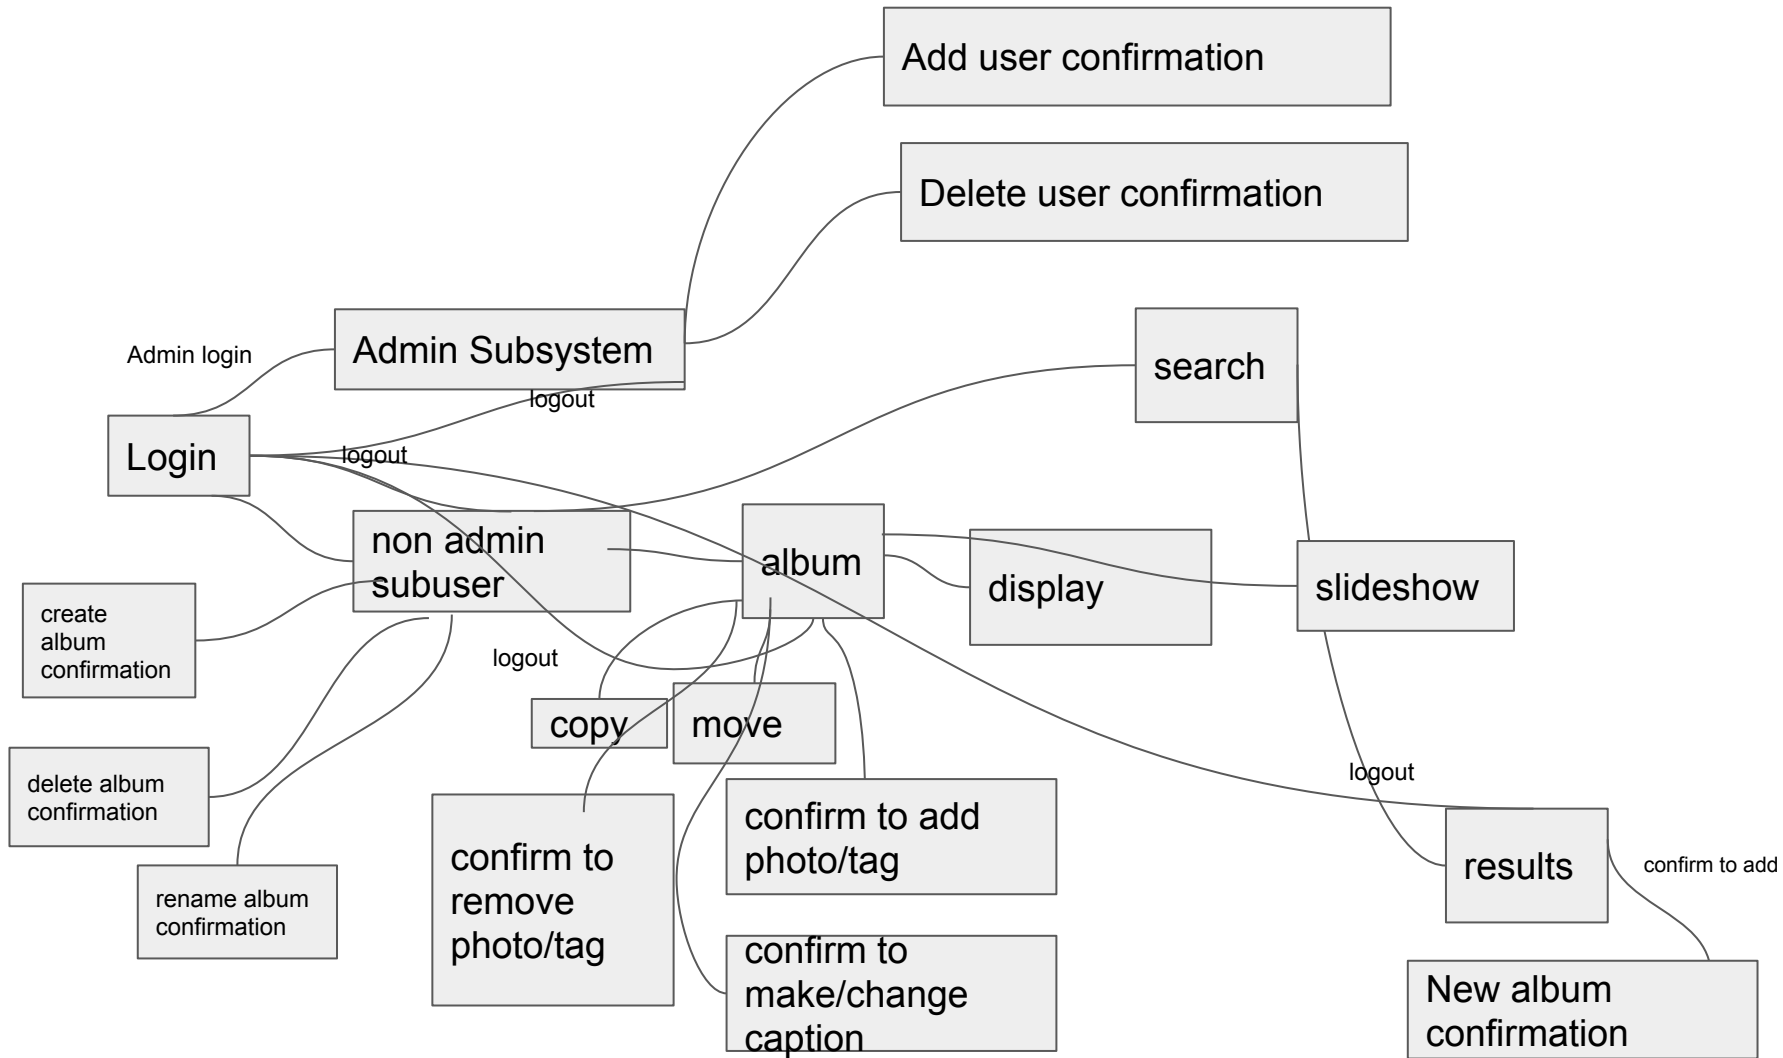 Add user confirmation
Delete user confirmation
Admin login
Admin Subsystem
search
logout
Login
logout
non admin
subuser
album
display
slideshow
create
album
confirmation
logout
copy
move
delete album
confirmation
logout
confirm to add
photo/tag
confirm to
remove
photo/tag
results
confirm to add
rename album
confirmation
confirm to
make/change
caption
New album
confirmation